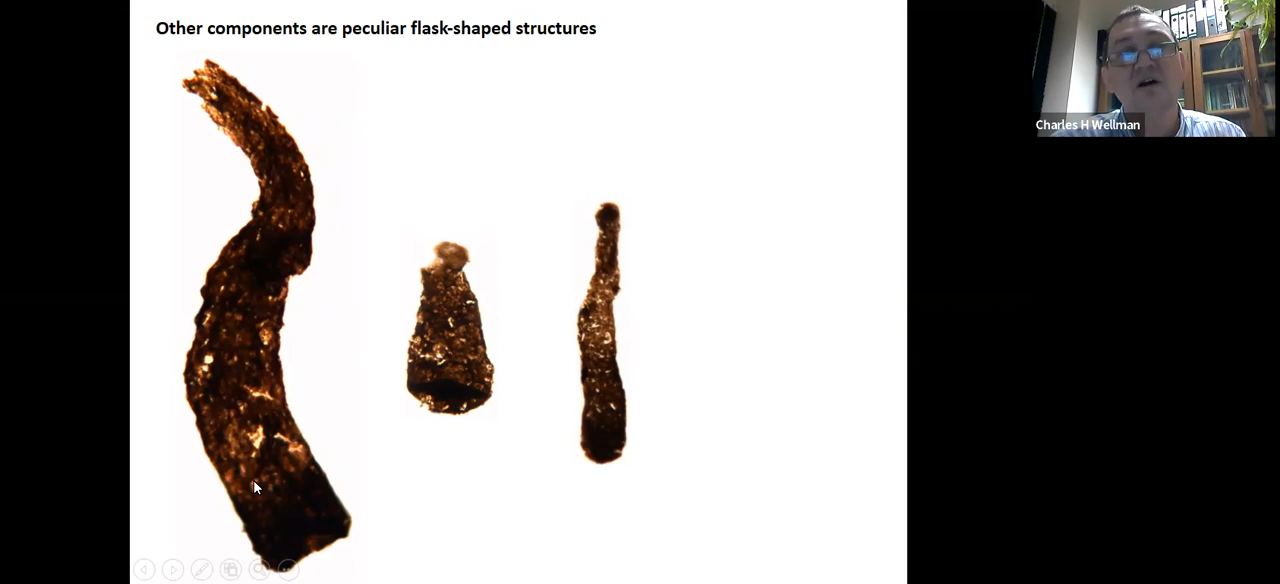 Other components are peculiar flask-shaped structures
Charles H Wellman